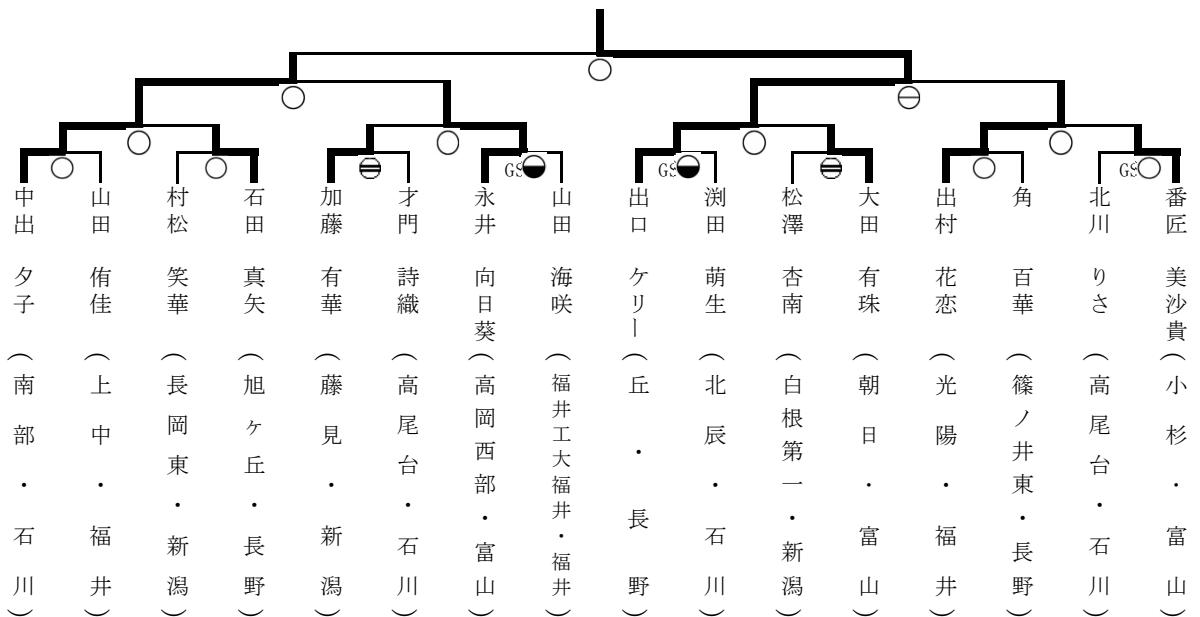 GS
GS
GS
中出 夕子 (南部・石川)
山田 侑佳 (上中・福井)
村松 笑華 (長岡東・新潟)
石田 真矢 (旭ヶ丘・長野)
加藤 有華 (藤見・新潟)
才門 詩織 (高尾台・石川)
永井 向日葵 (高岡西部・富山)
山田 海咲 (福井工大福井・福井)
出口 ケリー (丘・長野)
渕田 萌生 (北辰・石川)
松澤 杏南 (白根第一・新潟)
大田 有珠 (朝日・富山)
出村 花恋 (光陽・福井)
角 百華 (篠ノ井東・長野)
北川 りさ (高尾台・石川)
番匠 美沙貴 (小杉・富山)